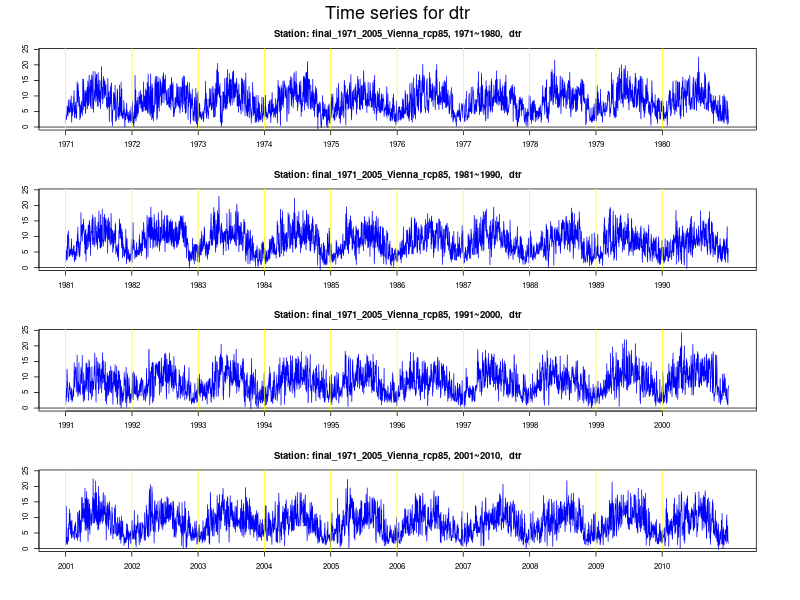 Time series for dtr
Station: final_1971_2005_Vienna_rcp85, 1971~1980, dtr
25
20
15
10
5
0
1971 1972 1973 1974 1975 1976 1977 1978 1979 1980
Station: final_1971_2005_Vienna_rcp85, 1981~1990, dtr
25
20
15
10
5
0
1981 1982 1983 1984 1985 1986 1987 1988 1989 1990
Station: final_1971_2005_Vienna_rcp85, 1991~2000, dtr
25
20
15
10
5
0
1991 1992 1993 1994 1995 1996 1997 1998 1999 2000
Station: final_1971_2005_Vienna_rcp85, 2001~2010, dtr
25
20
15
10
5
0
2001 2002 2003 2004 2005 2006 2007 2008 2009 2010